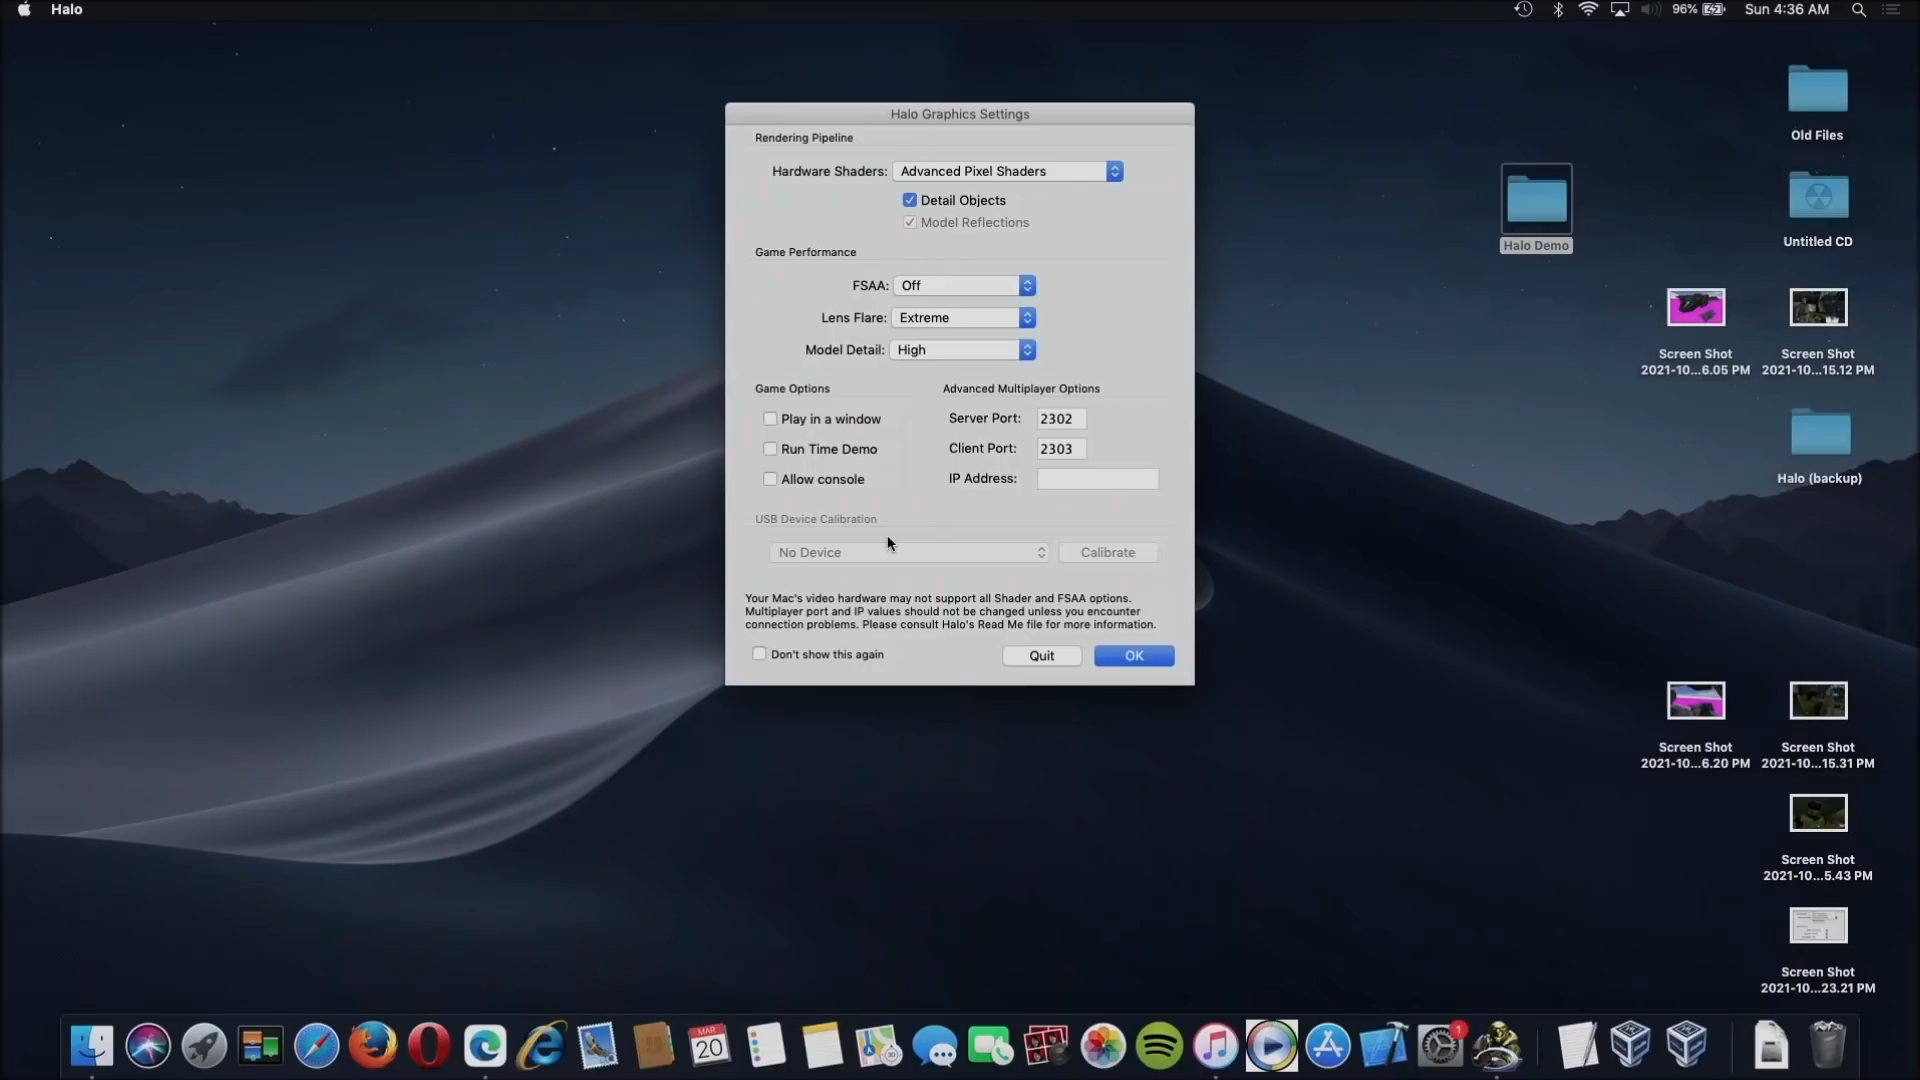 Halo
96%
Sun 4:36 AM
Halo Graphics Settings
Rendering Pipeline
Hardware Shaders: Advanced Pixel Shaders
Detail Objects
Model Reflections
Game Performance
FSAA: Off
Lens Flare: Extreme
Model Detail: High
Game Options
Play in a window
Run Time Demo
Allow console
Advanced Multiplayer Options
Server Port: 2302
Client Port: 2303
IP Address:
USB Device Calibration
No Device
Calibrate
Your Mac's video hardware may not support all Shader and FSAA options.
Multiplayer port and IP values should not be changed unless you encounter
connection problems. Please consult Halo's Read Me file for more information.
Don't show this again
Quit
OK
Old Files
Halo Demo
Untitled CD
Screen Shot
2021-10...6.05 PM
Screen Shot
2021-10...15.12 PM
Halo (backup)
Screen Shot
2021-10...6.20 PM
Screen Shot
2021-10...15.31 PM
Screen Shot
2021-10...5.43 PM
Screen Shot
2021-10...23.21 PM
MAR
20
3D
1